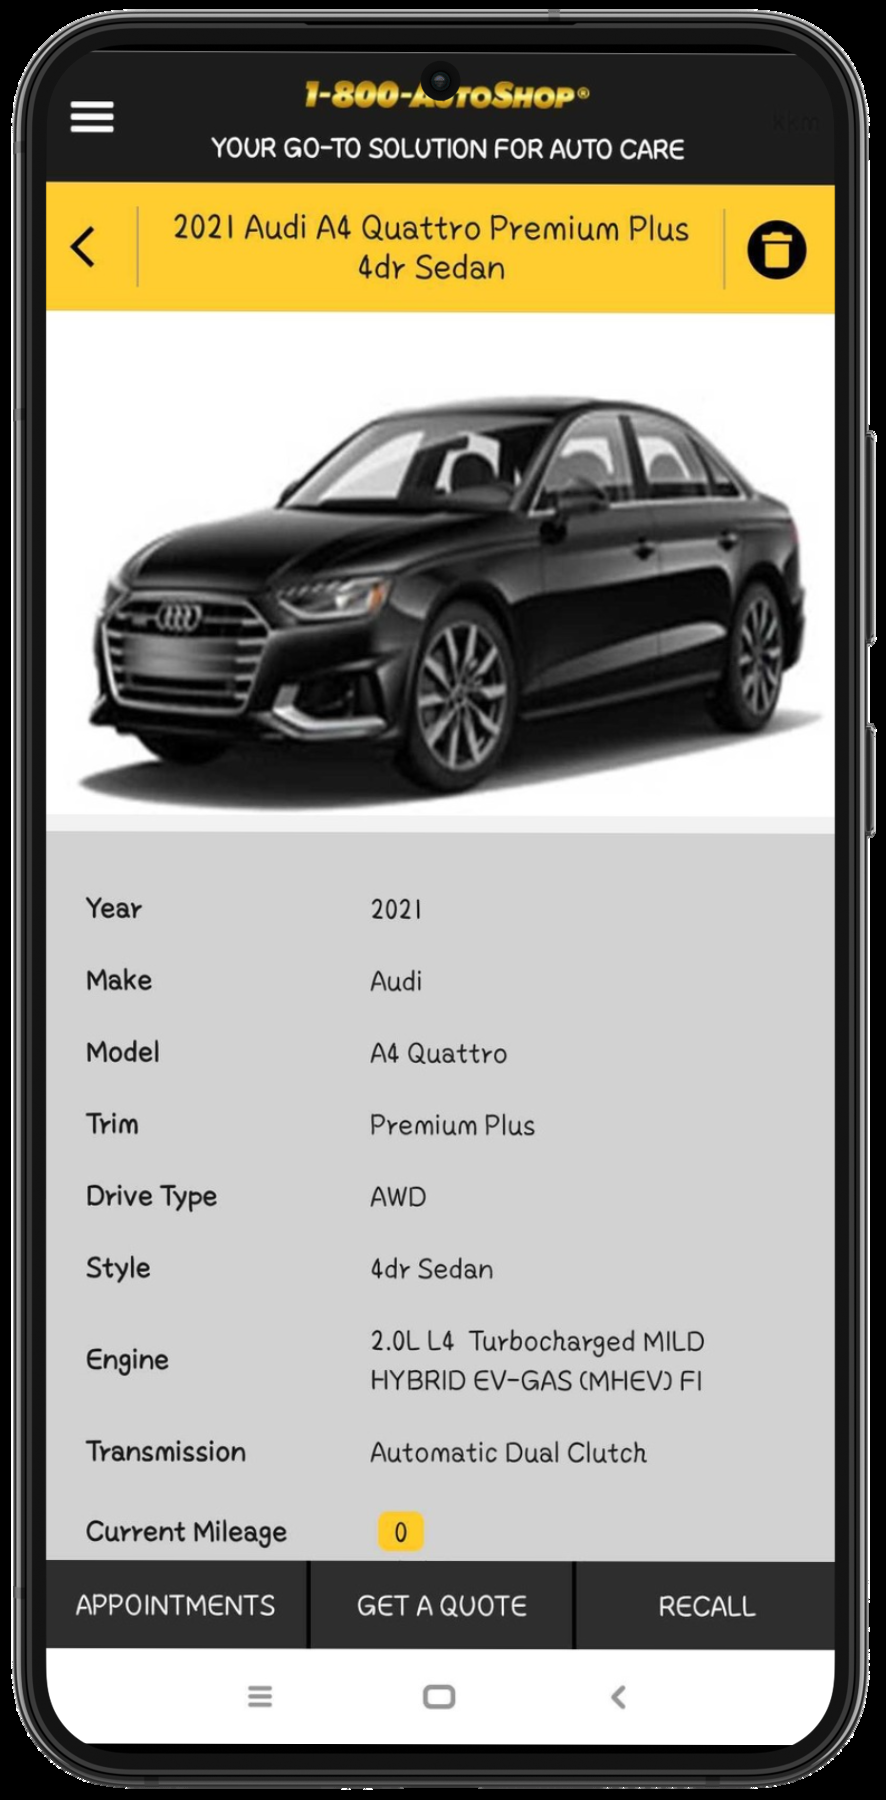 1-800-AutoShop®
YOUR GO-TO SOLUTION FOR AUTO CARE
2021 Audi A4 Quattro Premium Plus
4dr Sedan
Year 2021
Make Audi
Model A4 Quattro
Trim Premium Plus
Drive Type AWD
Style 4dr Sedan
Engine 2.0L L4 Turbocharged MILD
HYBRID EV-GAS (MHEV) FI
Transmission Automatic Dual Clutch
Current Mileage 0
APPOINTMENTS GET A QUOTE RECALL